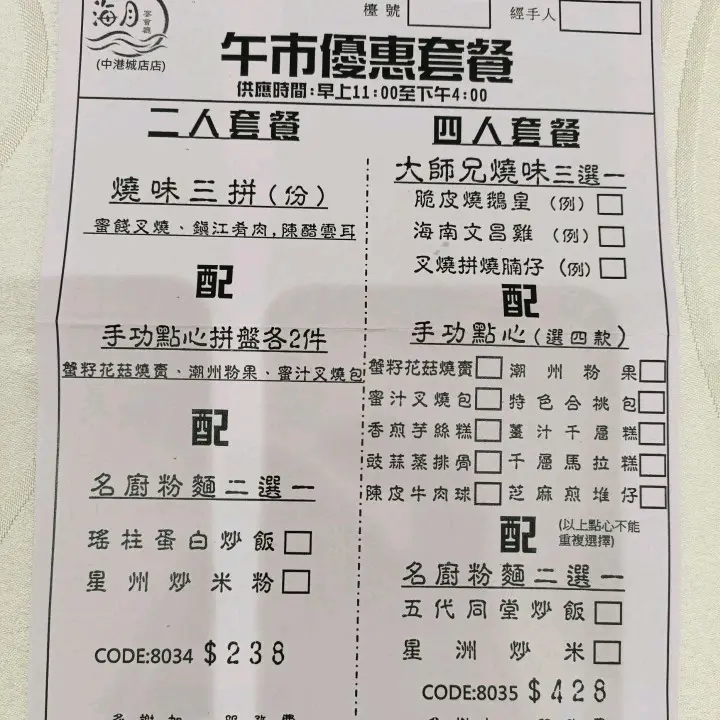 海月
宴會廳
(中港城店店)
檯號
經手人
午市優惠套餐
供應時間:早上11:00至下午4:00
二人套餐
燒味三拼(份)
蜜餞叉燒、鎮江肴肉,陳醋雲耳
配
手功點心拼盤各2件
蟹籽花菇燒賣、潮州粉果、蜜汁叉燒包
配
名廚粉麵二選一
瑤柱蛋白炒飯
星州炒米粉
CODE:8034 $238
四人套餐
大師兄燒味三選一
脆皮燒鵝皇 (例)
海南文昌雞 (例)
叉燒拼燒腩仔 (例)
配
手功點心(選四款)
蟹籽花菇燒賣 潮州粉果
蜜汁叉燒包 特色合桃包
香煎芋絲糕 薑汁千層糕
豉蒜蒸排骨 千層馬拉糕
陳皮牛肉球 芝麻煎堆仔
配
(以上點心不能
重複選擇)
名廚粉麵二選一
五代同堂炒飯
星洲炒米
CODE:8035 $428